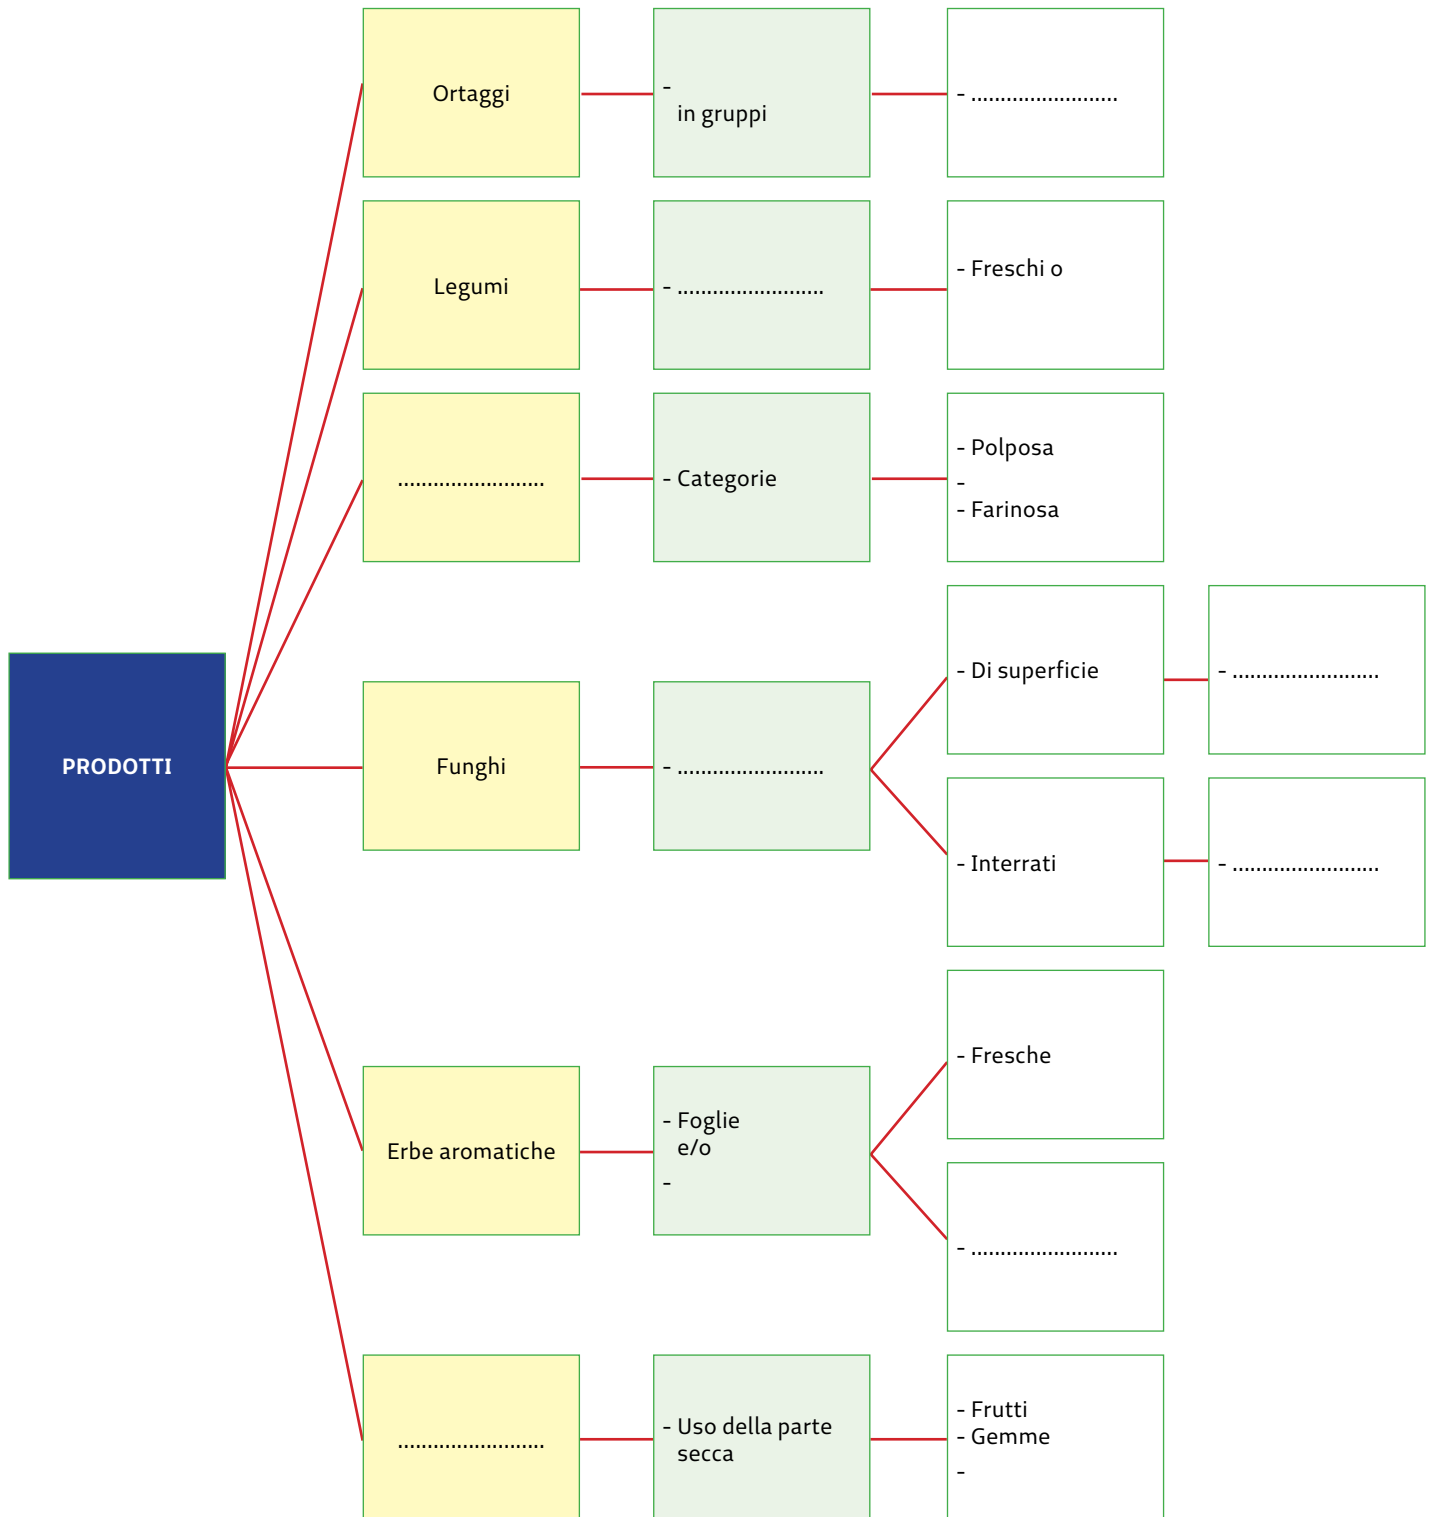 Ortaggi
-
in gruppi
- .........................
Legumi
- .........................
- Freschi o
.........................
- Categorie
- Polposa
-
- Farinosa
PRODOTTI
Funghi
- .........................
- Di superficie
- .........................
- Interrati
- .........................
Erbe aromatiche
- Foglie
e/o
-
- Fresche
- .........................
.........................
- Uso della parte
secca
- Frutti
- Gemme
-